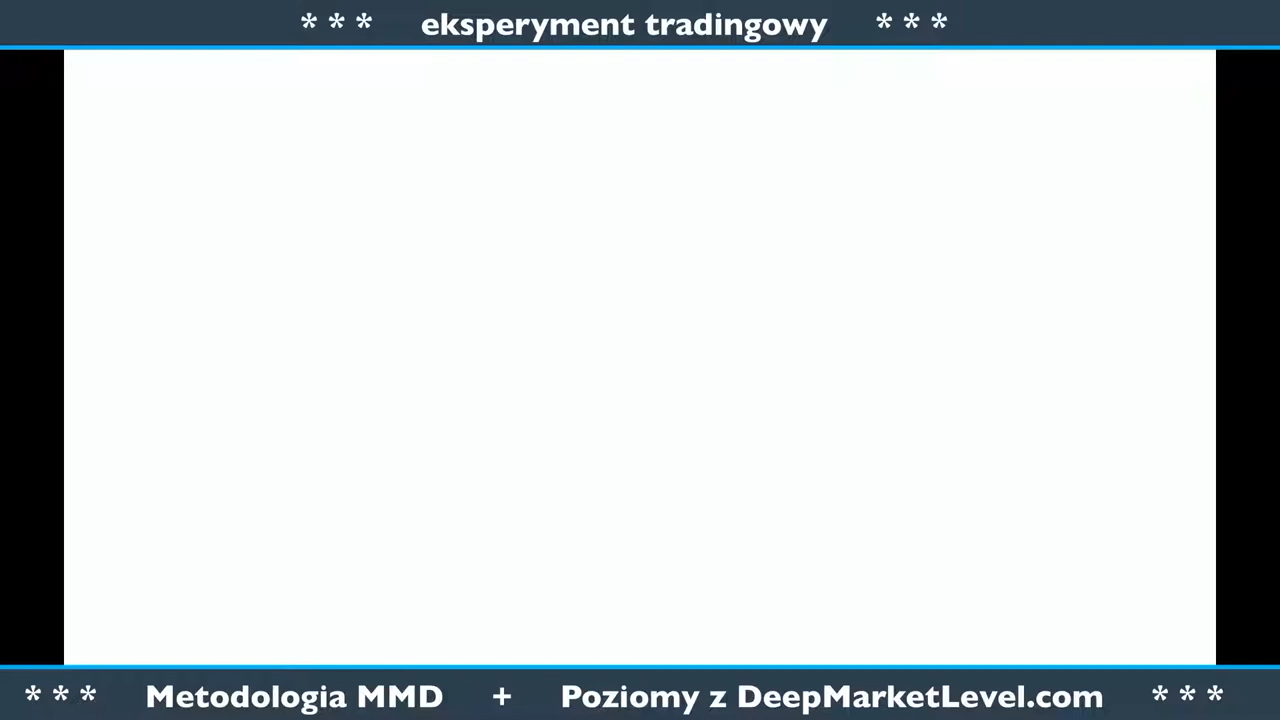 * * * eksperyment tradingowy * * *
* * * Metodologia MMD + Poziomy z DeepMarketLevel.com * * *